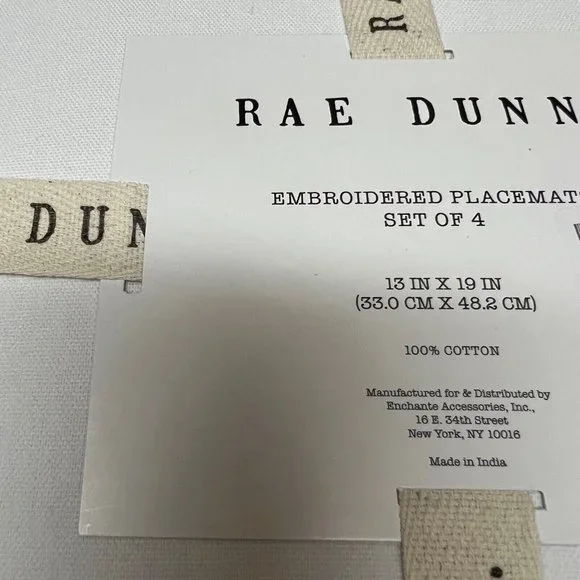 RA
RAE DUNN
DUN
EMBROIDERED PLACEMAT
SET OF 4
13 IN X 19 IN
(33.0 CM X 48.2 CM)
100% COTTON
Manufactured for & Distributed by
Enchante Accessories, Inc.,
16 E. 34th Street
New York, NY 10016
Made in India